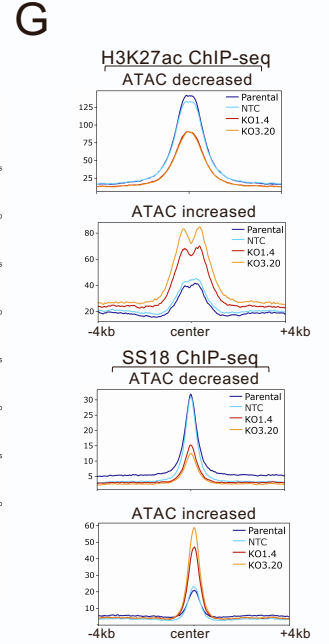 G
H3K27ac ChIP-seq
ATAC decreased
125
100
75
50
25
Parental
NTC
KO1.4
KO3.20
ATAC increased
80
60
40
20
Parental
NTC
KO1.4
KO3.20
-4kb center +4kb
SS18 ChIP-seq
ATAC decreased
30
25
20
15
10
5
Parental
NTC
KO1.4
KO3.20
ATAC increased
60
50
40
30
20
10
Parental
NTC
KO1.4
KO3.20
-4kb center +4kb